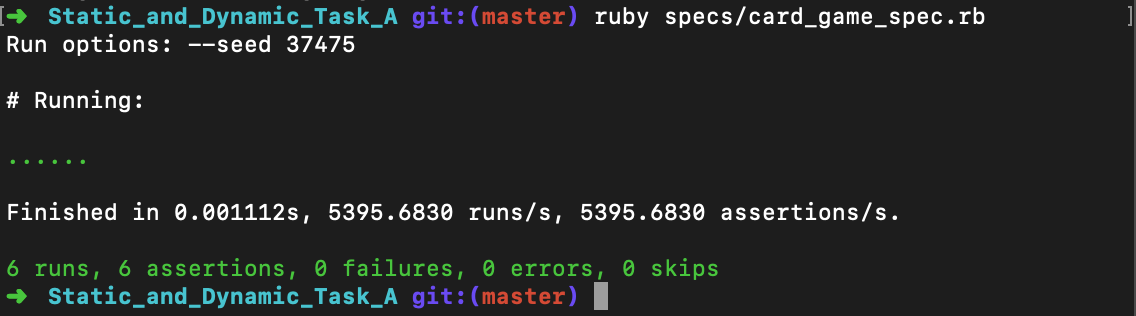 [➜ Static_and_Dynamic_Task_A git:(master) ruby specs/card_game_spec.rb ]
Run options: --seed 37475
# Running:
......
Finished in 0.001112s, 5395.6830 runs/s, 5395.6830 assertions/s.
6 runs, 6 assertions, 0 failures, 0 errors, 0 skips
➜ Static_and_Dynamic_Task_A git:(master)